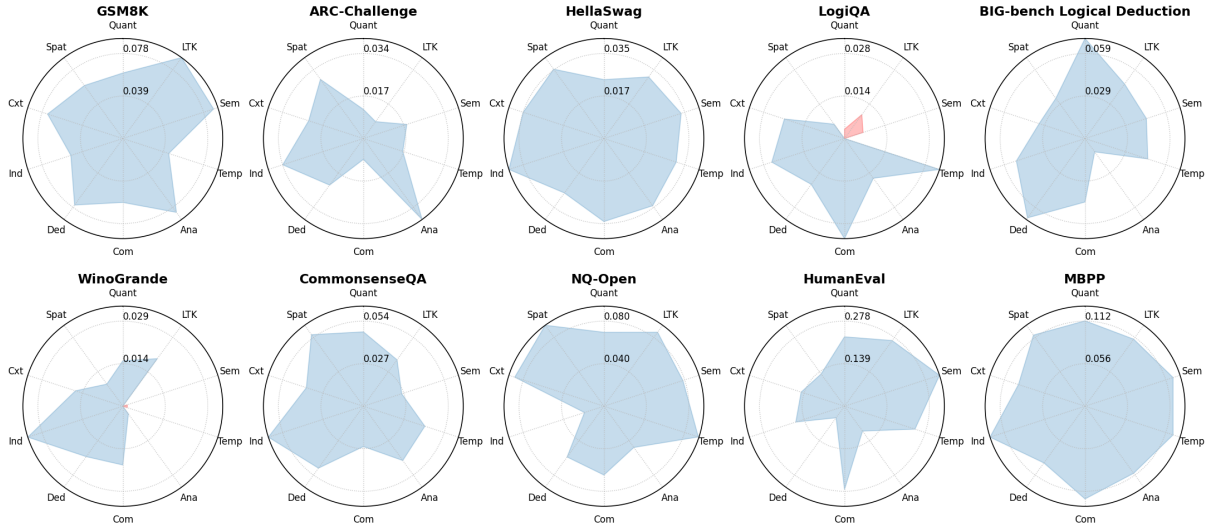 GSM8K
Quant
LTK
Sem
Temp
Ana
Com
Ded
Ind
Cxt
Spat
0.078
0.039
ARC-Challenge
Quant
LTK
Sem
Temp
Ana
Com
Ded
Ind
Cxt
Spat
0.034
0.017
HellaSwag
Quant
LTK
Sem
Temp
Ana
Com
Ded
Ind
Cxt
Spat
0.035
0.017
LogiQA
Quant
LTK
Sem
Temp
Ana
Com
Ded
Ind
Cxt
Spat
0.028
0.014
BIG-bench Logical Deduction
Quant
LTK
Sem
Temp
Ana
Com
Ded
Ind
Cxt
Spat
0.059
0.029
WinoGrande
Quant
LTK
Sem
Temp
Ana
Com
Ded
Ind
Cxt
Spat
0.029
0.014
CommonsenseQA
Quant
LTK
Sem
Temp
Ana
Com
Ded
Ind
Cxt
Spat
0.054
0.027
NQ-Open
Quant
LTK
Sem
Temp
Ana
Com
Ded
Ind
Cxt
Spat
0.080
0.040
HumanEval
Quant
LTK
Sem
Temp
Ana
Com
Ded
Ind
Cxt
Spat
0.278
0.139
MBPP
Quant
LTK
Sem
Temp
Ana
Com
Ded
Ind
Cxt
Spat
0.112
0.056